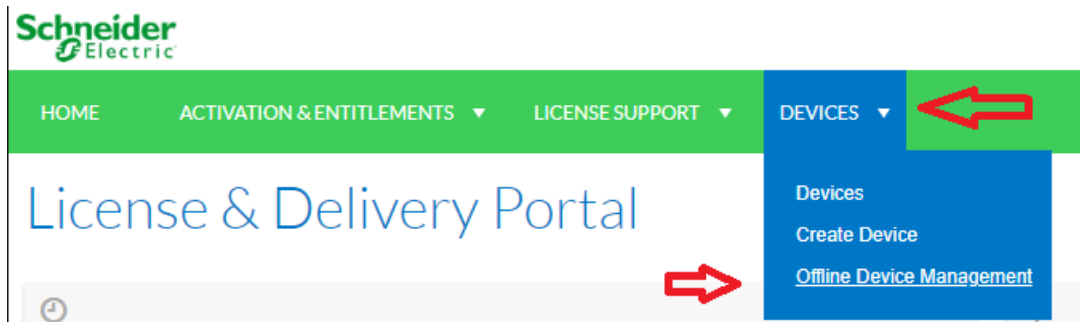 Schneider
Electric
HOME ACTIVATION & ENTITLEMENTS LICENSE SUPPORT DEVICES
License & Delivery Portal
Devices
Create Device
Offline Device Management